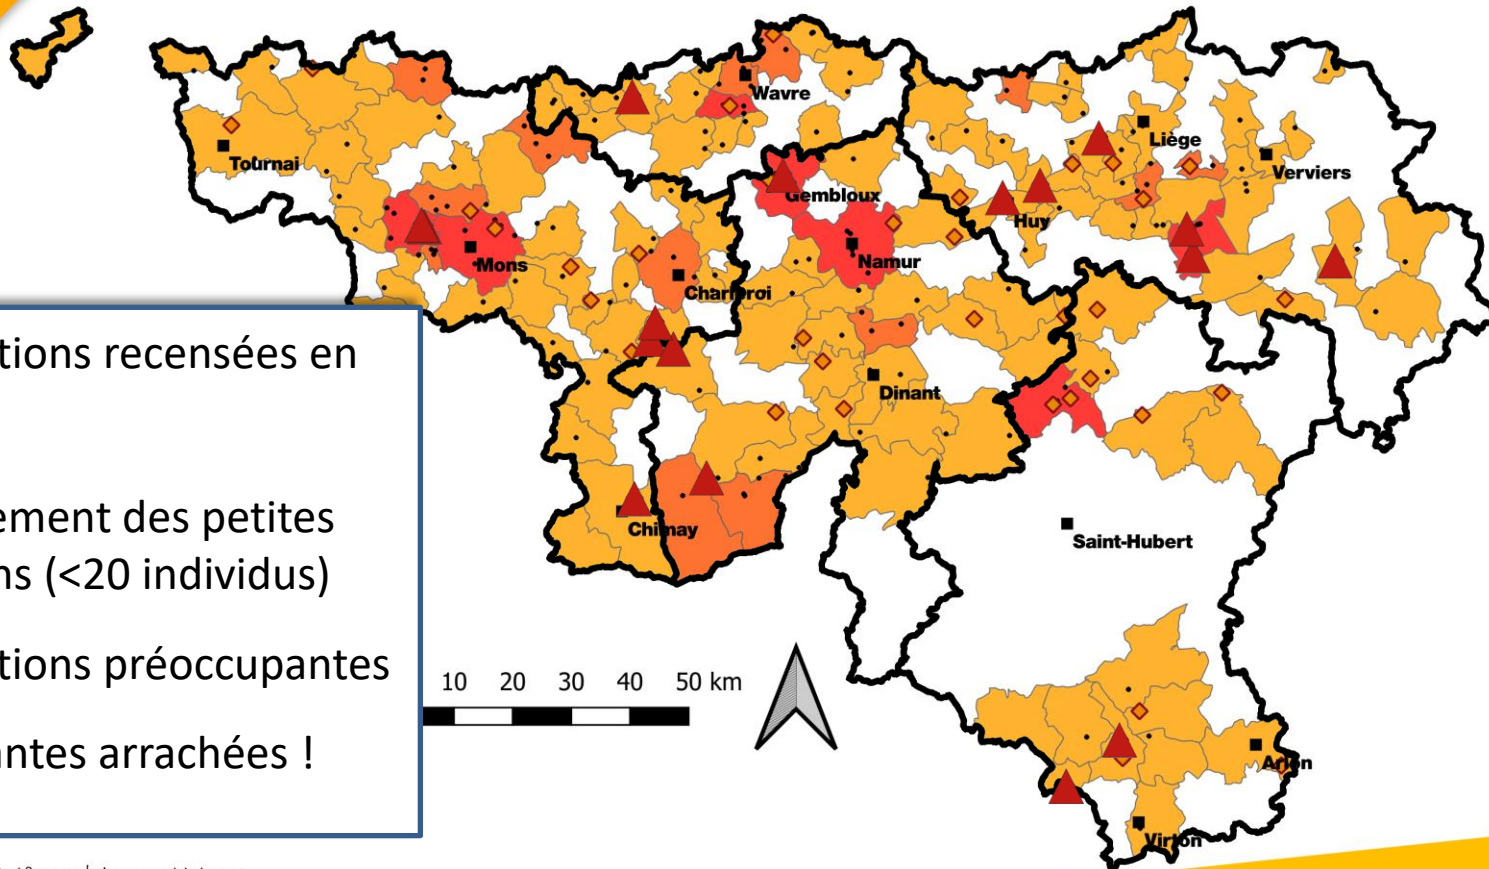 Wavre
Liège
Tournai
Verviers
Gembloux
Huy
Mons
Namur
Charleroi
tions recensées en
Dinant
ement des petites
Chimay
Saint-Hubert
ns (<20 individus)
tions préoccupantes
10 20 30 40 50 km
antes arrachées !
Arlon
Virton